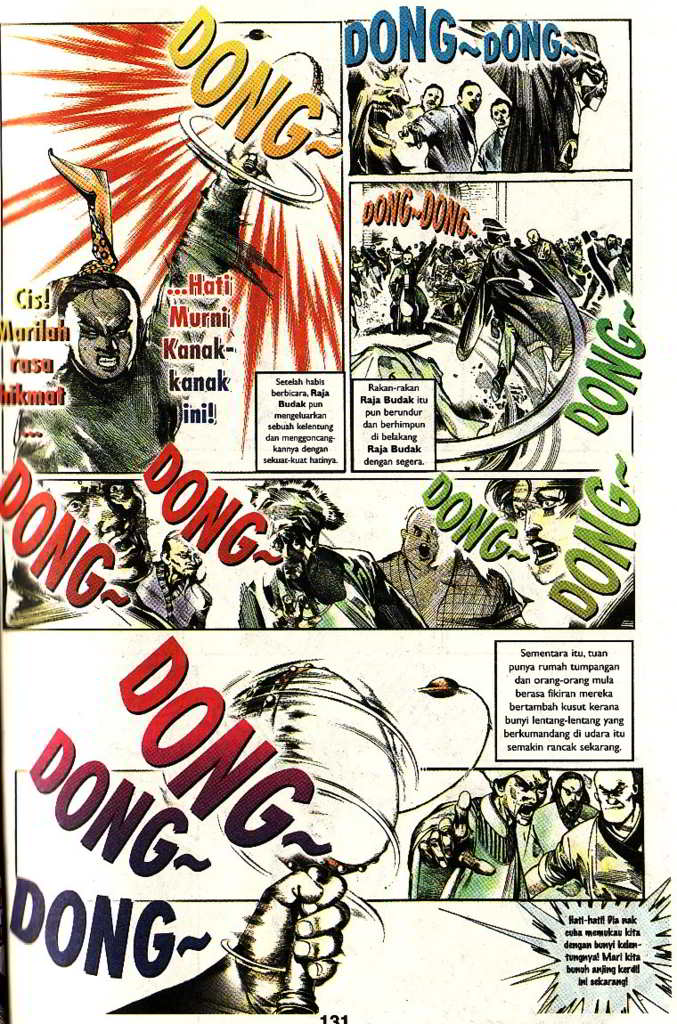 DONG~
Cis!
Marilah
rasa
hikmat
...
...Hati
Murni
Kanak-
kanak
ini!
Setelah habis
berbicara, Raja
Budak pun
mengeluarkan
sebuah kelentung
dan menggoncang-
kannya dengan
sekuat-kuat hatinya.
DONG~DONG~
DONG~DONG~
Rakan-rakan
Raja Budak itu
pun berundur
dan berhimpun
di belakang
Raja Budak
dengan segera.
DONG~
DONG~
DONG~
DONG~
DONG~
Sementara itu, tuan
punya rumah tumpangan
dan orang-orang mula
berasa fikiran mereka
bertambah kusut kerana
bunyi lentang-lentang yang
berkumandang di udara itu
semakin rancak sekarang.
DONG~
DONG~
DONG~
Hati-hati! Dia nak
cuba memukau kita
dengan bunyi kelen-
tungnya! Mari kita
bunuh anjing kerdil
ini sekarang!
131